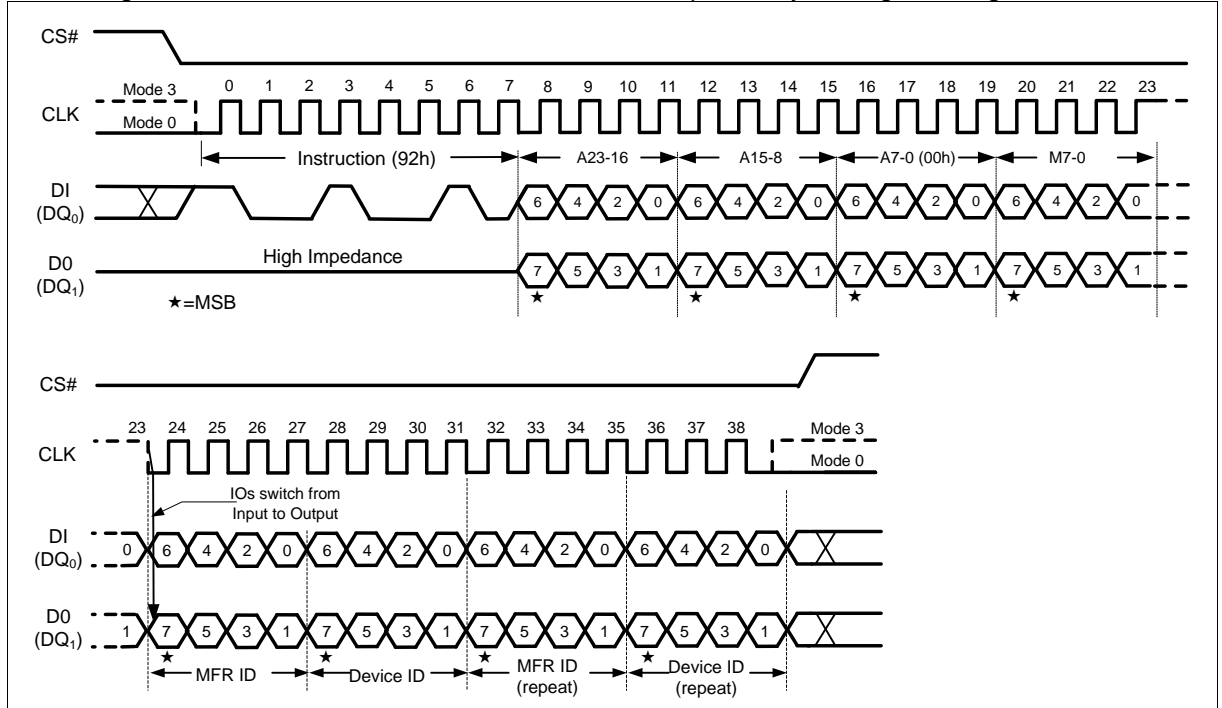 CS#
0 1 2 3 4 5 6 7 8 9 10 11 12 13 14 15 16 17 18 19 20 21 22 23
Mode 3
CLK
Mode 0
Instruction (92h) A23-16 A15-8 A7-0 (00h) M7-0
DI
(DQ0)
6 4 2 0 6 4 2 0 6 4 2 0 6 4 2 0
High Impedance
D0
(DQ1)
7 5 3 1 7 5 3 1 7 5 3 1 7 5 3 1
★ ★ ★ ★
★=MSB
CS#
23 24 25 26 27 28 29 30 31 32 33 34 35 36 37 38
Mode 3
CLK
Mode 0
IOs switch from
Input to Output
DI
(DQ0)
0 6 4 2 0 6 4 2 0 6 4 2 0 6 4 2 0
D0
(DQ1)
1 7 5 3 1 7 5 3 1 7 5 3 1 7 5 3 1
★ ★ ★ ★
MFR ID Device ID MFR ID
(repeat)
Device ID
(repeat)